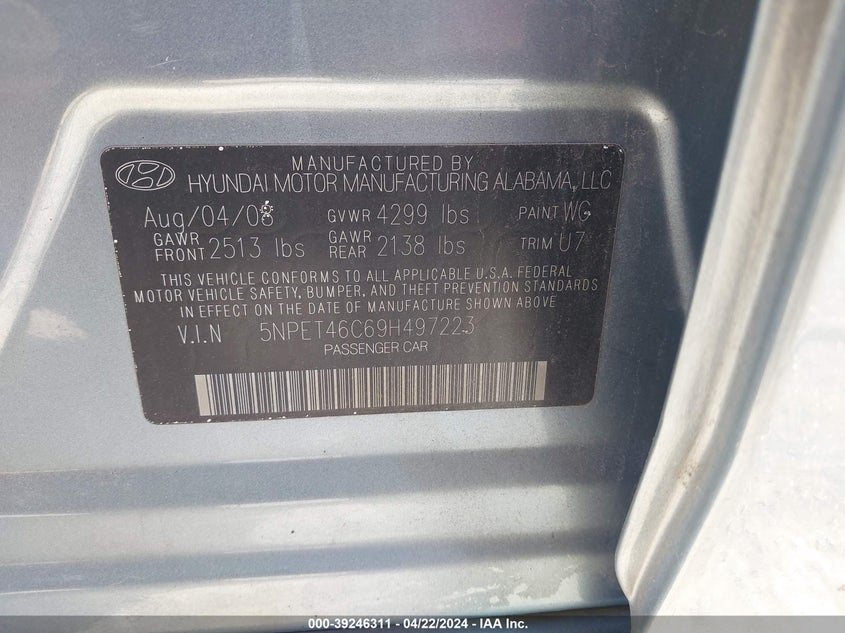 MANUFACTURED BY
HYUNDAI MOTOR MANUFACTURING ALABAMA, LLC
Aug/04/08 GVWR 4299 lbs PAINT WG
GAWR FRONT 2513 lbs GAWR REAR 2138 lbs TRIM U7
THIS VEHICLE CONFORMS TO ALL APPLICABLE U.S.A. FEDERAL
MOTOR VEHICLE SAFETY, BUMPER, AND THEFT PREVENTION STANDARDS
IN EFFECT ON THE DATE OF MANUFACTURE SHOWN ABOVE
V.I.N 5NPET46C69H497223
PASSENGER CAR
000-39246311 - 04/22/2024 - IAA Inc.